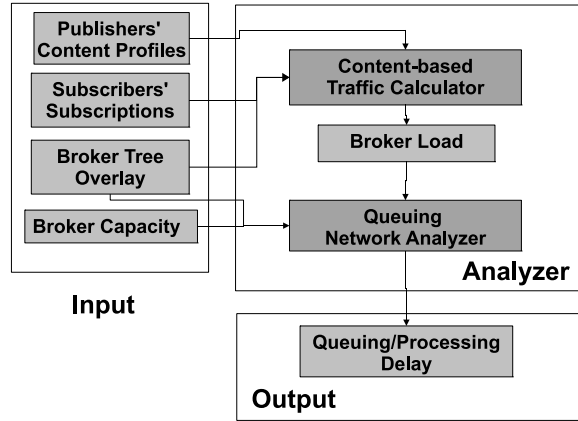 Publishers'
Content Profiles
Subscribers'
Subscriptions
Broker Tree
Overlay
Broker Capacity
Input
Content-based
Traffic Calculator
Broker Load
Queuing
Network Analyzer
Analyzer
Queuing/Processing
Delay
Output